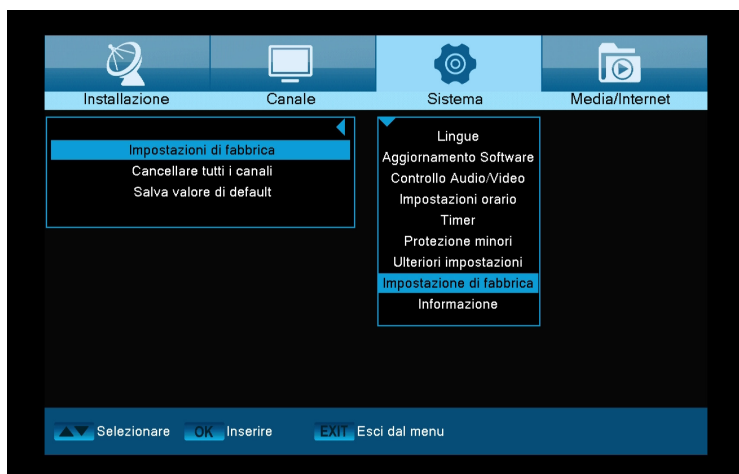 Installazione
Canale
Sistema
Media/Internet
Impostazioni di fabbrica
Cancellare tutti i canali
Salva valore di default
Lingue
Aggiornamento Software
Controllo Audio/Video
Impostazioni orario
Timer
Protezione minori
Ulteriori impostazioni
Impostazione di fabbrica
Informazione
Selezionare OK Inserire EXIT Esci dal menu